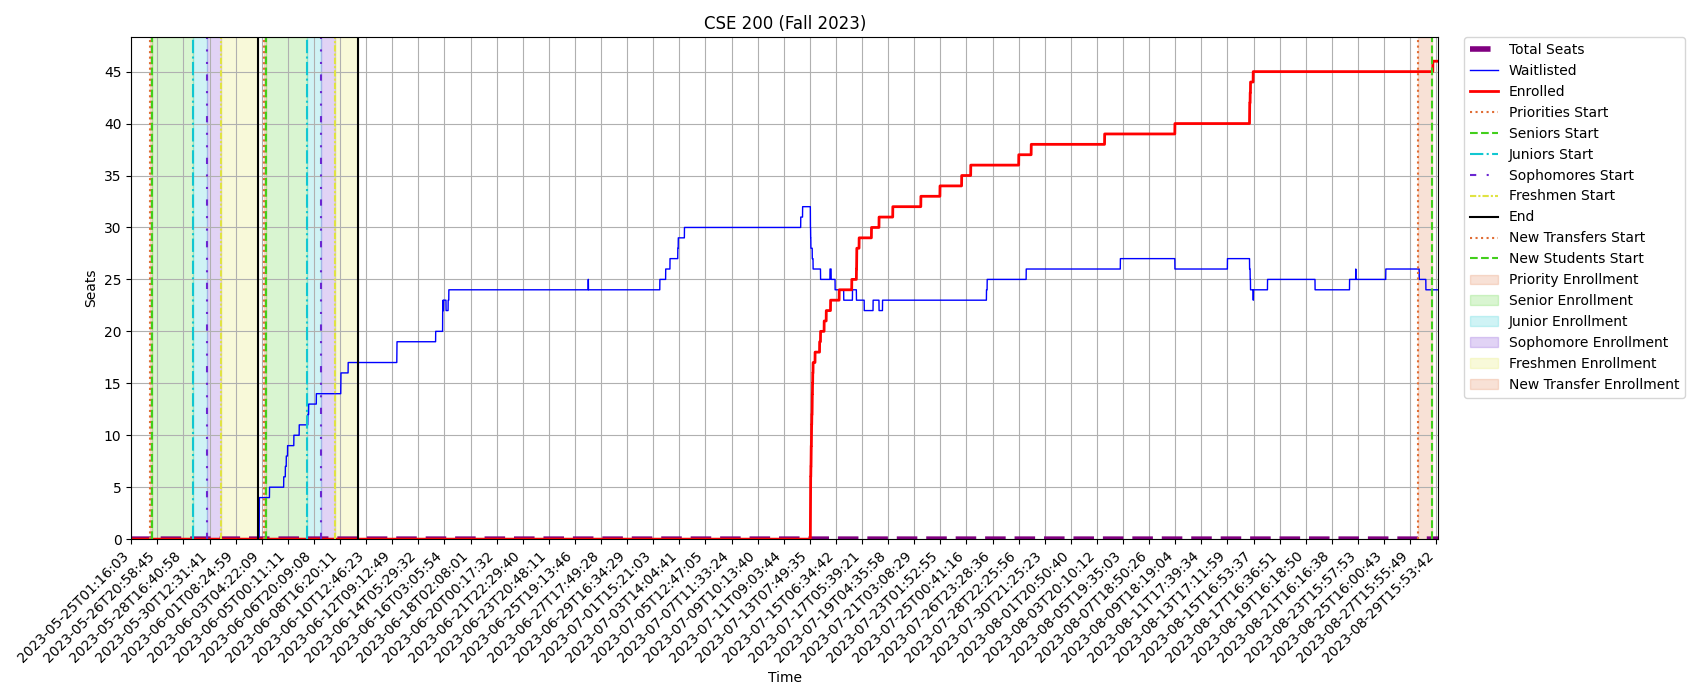 CSE 200 (Fall 2023)
Seats
45
40
35
30
25
20
15
10
5
0
2023-05-25T01:16:03
2023-05-26T20:58:45
2023-05-28T16:40:58
2023-05-30T12:31:41
2023-06-01T08:24:59
2023-06-03T04:22:09
2023-06-05T00:11:11
2023-06-06T20:09:08
2023-06-08T16:20:11
2023-06-10T12:46:23
2023-06-12T09:12:49
2023-06-14T05:29:32
2023-06-16T03:05:54
2023-06-18T02:08:01
2023-06-20T00:17:32
2023-06-21T22:29:40
2023-06-23T20:48:11
2023-06-25T19:13:46
2023-06-27T17:49:28
2023-06-29T16:34:29
2023-07-01T15:21:03
2023-07-03T14:04:41
2023-07-05T12:47:05
2023-07-07T11:33:24
2023-07-09T10:13:40
2023-07-11T09:03:44
2023-07-13T07:49:35
2023-07-15T06:34:42
2023-07-17T05:39:21
2023-07-19T04:35:58
2023-07-21T03:08:29
2023-07-23T01:52:55
2023-07-25T00:41:16
2023-07-26T23:28:36
2023-07-28T22:25:56
2023-07-30T21:25:23
2023-08-01T20:50:40
2023-08-03T20:10:12
2023-08-05T19:35:03
2023-08-07T18:50:26
2023-08-09T18:19:04
2023-08-11T17:39:34
2023-08-13T17:11:59
2023-08-15T16:53:37
2023-08-17T16:36:51
2023-08-19T16:18:50
2023-08-21T16:16:38
2023-08-23T15:57:53
2023-08-25T16:00:43
2023-08-27T15:55:49
2023-08-29T15:53:42
Time
Total Seats
Waitlisted
Enrolled
Priorities Start
Seniors Start
Juniors Start
Sophomores Start
Freshmen Start
End
New Transfers Start
New Students Start
Priority Enrollment
Senior Enrollment
Junior Enrollment
Sophomore Enrollment
Freshmen Enrollment
New Transfer Enrollment